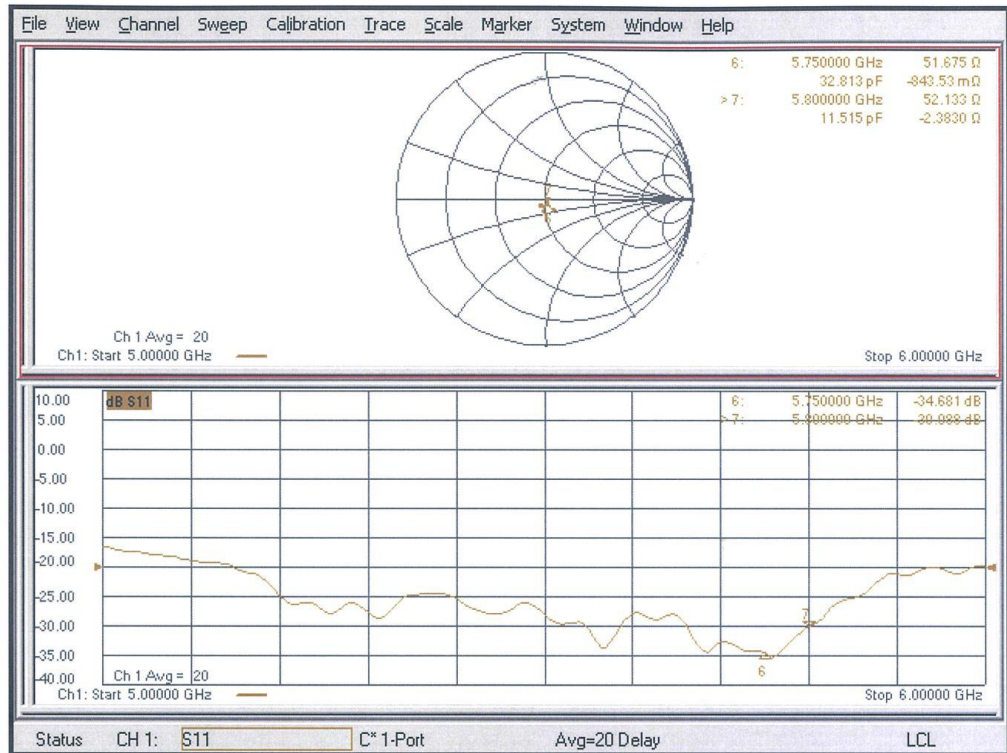 File View Channel Sweep Calibration Trace Scale Marker System Window Help
6: 5.750000 GHz 51.675 Ω
32.813 pF -843.53 mΩ
> 7: 5.800000 GHz 52.133 Ω
11.515 pF -2.3830 Ω
Ch 1 Avg = 20
Ch1: Start 5.00000 GHz Stop 6.00000 GHz
10.00 dB S11 6: 5.750000 GHz -34.681 dB
5.00 > 7: 5.800000 GHz dB
0.00
-5.00
-10.00
-15.00
-20.00
-25.00
-30.00 7
-35.00 6
-40.00 Ch 1 Avg = 20
Ch1: Start 5.00000 GHz Stop 6.00000 GHz
Status CH 1: S11 C* 1-Port Avg=20 Delay LCL